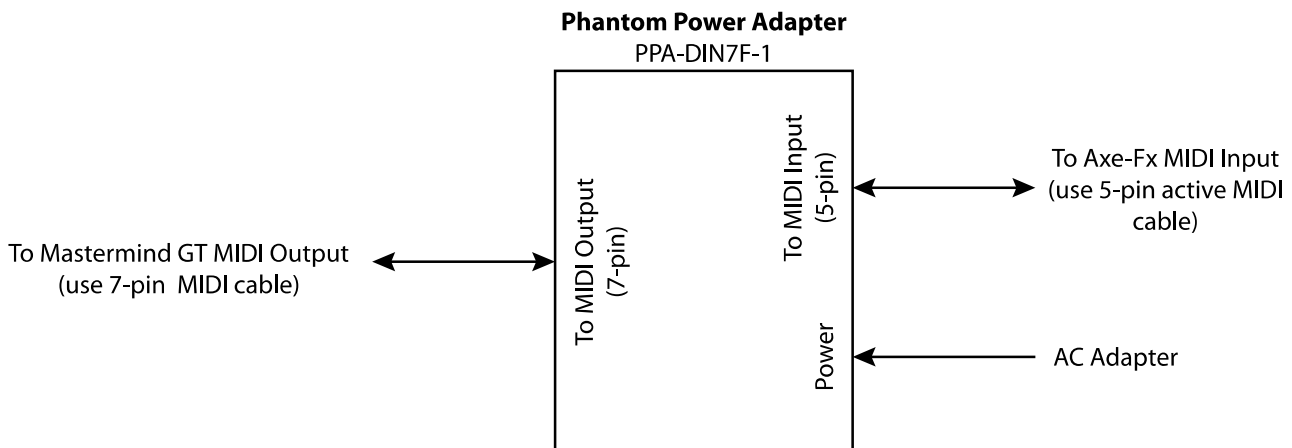 Phantom Power Adapter
PPA-DIN7F-1
To Mastermind GT MIDI Output
(use 7-pin MIDI cable)
To MIDI Output
(7-pin)
To MIDI Input
(5-pin)
To Axe-Fx MIDI Input
(use 5-pin active MIDI
cable)
Power
AC Adapter